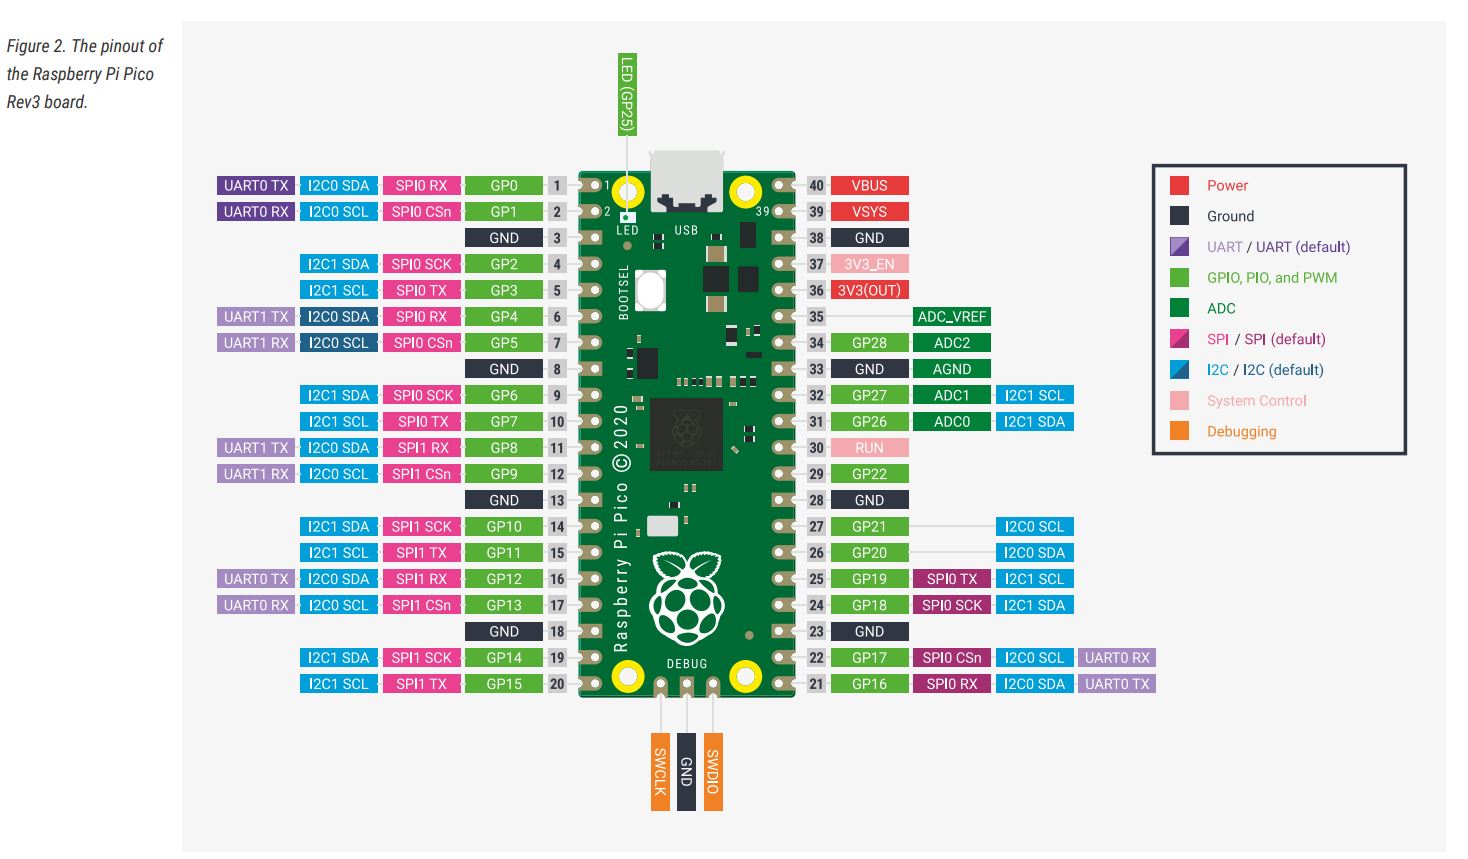 Figure 2. The pinout of
the Raspberry Pi Pico
Rev3 board.
LED (GP25)
UART0 TX I2C0 SDA SPI0 RX GP0 1
UART0 RX I2C0 SCL SPI0 CSn GP1 2
GND 3
I2C1 SDA SPI0 SCK GP2 4
I2C1 SCL SPI0 TX GP3 5
UART1 TX I2C0 SDA SPI0 RX GP4 6
UART1 RX I2C0 SCL SPI0 CSn GP5 7
GND 8
I2C1 SDA SPI0 SCK GP6 9
I2C1 SCL SPI0 TX GP7 10
UART1 TX I2C0 SDA SPI1 RX GP8 11
UART1 RX I2C0 SCL SPI1 CSn GP9 12
GND 13
I2C1 SDA SPI1 SCK GP10 14
I2C1 SCL SPI1 TX GP11 15
UART0 TX I2C0 SDA SPI1 RX GP12 16
UART0 RX I2C0 SCL SPI1 CSn GP13 17
GND 18
I2C1 SDA SPI1 SCK GP14 19
I2C1 SCL SPI1 TX GP15 20
1
2
39
LED
USB
BOOTSEL
Raspberry Pi Pico ©2020
DEBUG
40 VBUS
39 VSYS
38 GND
37 3V3_EN
36 3V3(OUT)
35 ADC_VREF
34 GP28 ADC2
33 GND AGND
32 GP27 ADC1 I2C1 SCL
31 GP26 ADC0 I2C1 SDA
30 RUN
29 GP22
28 GND
27 GP21 I2C0 SCL
26 GP20 I2C0 SDA
25 GP19 SPI0 TX I2C1 SCL
24 GP18 SPI0 SCK I2C1 SDA
23 GND
22 GP17 SPI0 CSn I2C0 SCL UART0 RX
21 GP16 SPI0 RX I2C0 SDA UART0 TX
SWCLK
GND
SWDIO
Power
Ground
UART / UART (default)
GPIO, PIO, and PWM
ADC
SPI / SPI (default)
I2C / I2C (default)
System Control
Debugging